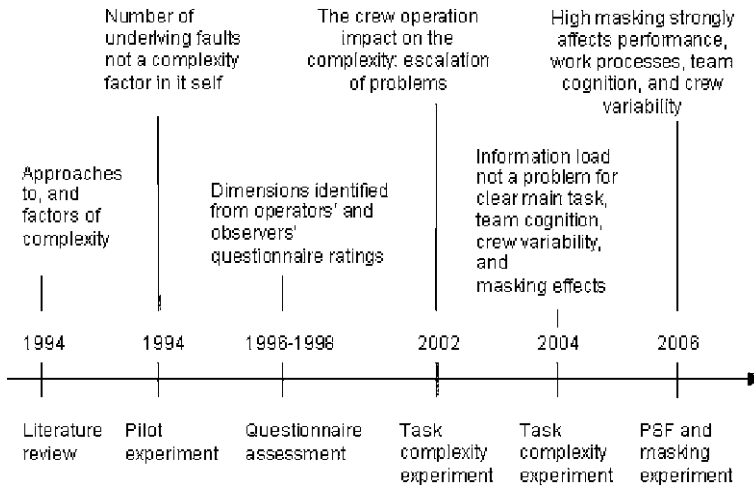 Number of
underlying faults
not a complexity
factor in it self
The crew operation
impact on the
complexity: escalation
of problems
High masking strongly
affects performance,
work processes, team
cognition, and crew
variability
Approaches
to, and
factors of
complexity
Dimensions identified
from operators' and
observers'
questionnaire ratings
Information load
not a problem for
clear main task,
team cognition,
crew variability,
and
masking effects
1994
1994
1996-1998
2002
2004
2006
Literature
review
Pilot
experiment
Questionnaire
assessment
Task
complexity
experiment
Task
complexity
experiment
PSF and
masking
experiment